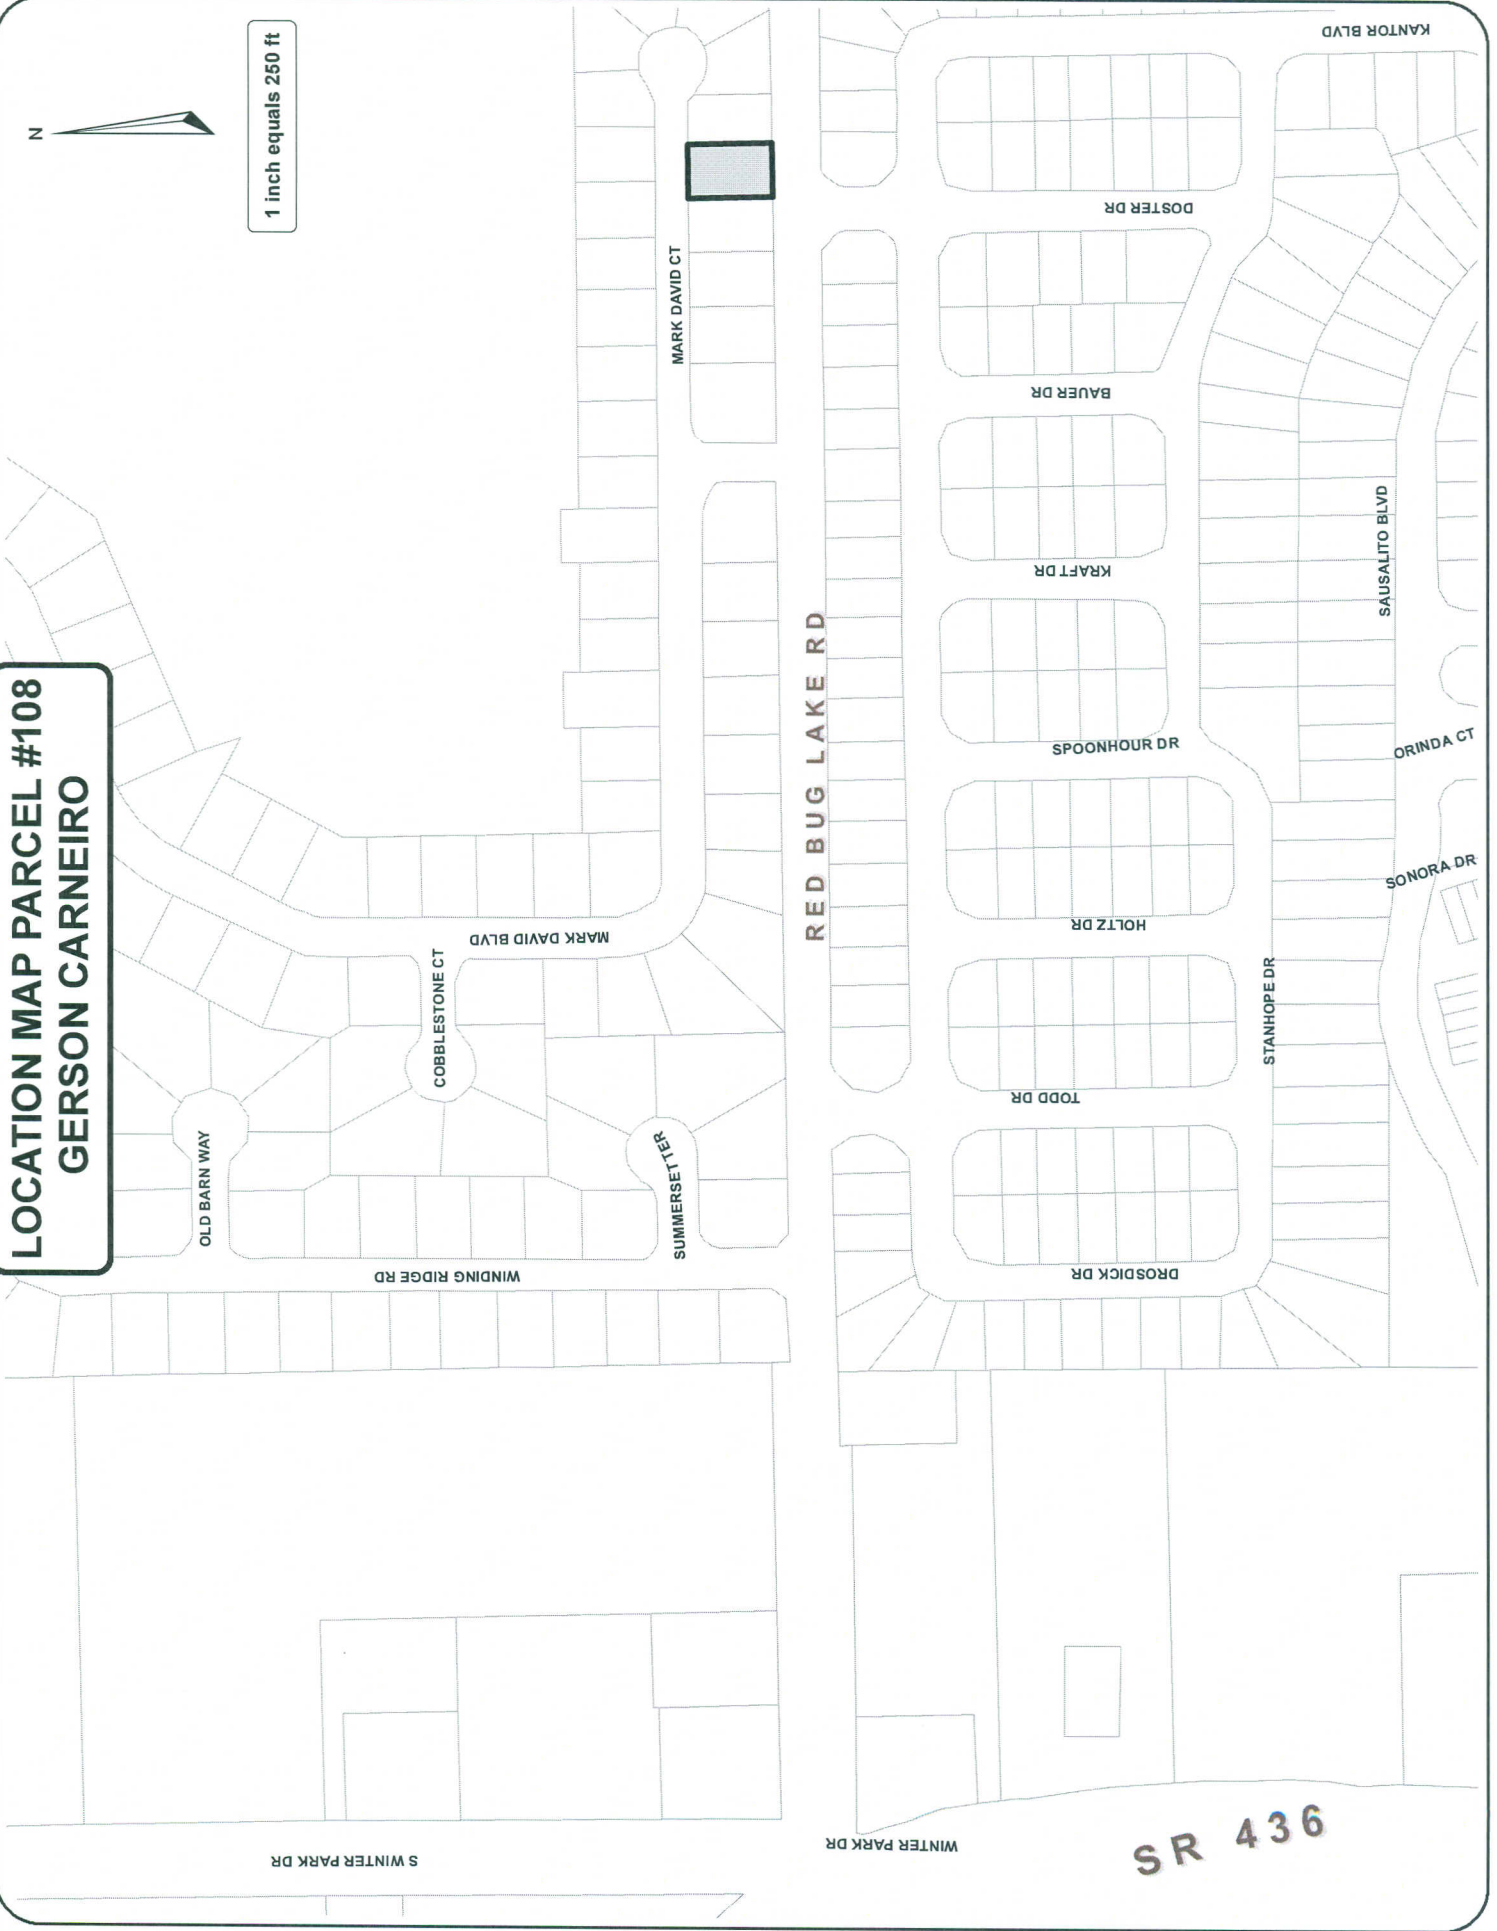 LOCATION MAP PARCEL #108
GERSON CARNEIRO
N
1 inch equals 250 ft
KANTOR BLVD
MARK DAVID CT
DOSTER DR
BAUER DR
KRAFT DR
SAUSALITO BLVD
RED BUG LAKE RD
SPOONHOUR DR
ORINDA CT
SONORA DR
HOLTZ DR
MARK DAVID BLVD
COBBLESTONE CT
STANHOPE DR
TODD DR
OLD BARN WAY
SUMMERSET TER
WINDING RIDGE RD
DROSDICK DR
S WINTER PARK DR
WINTER PARK DR
SR 436